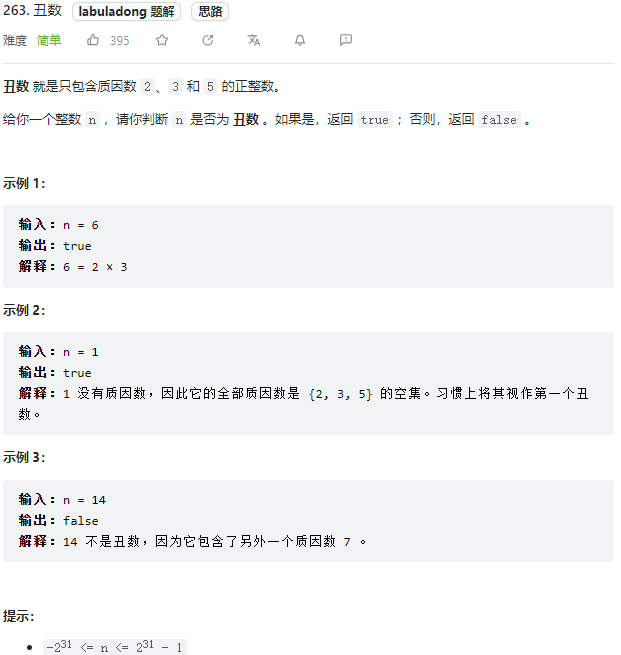 263. 丑数 labuladong 题解 思路
难度 简单 395
丑数 就是只包含质因数 2、3 和 5 的正整数。
给你一个整数 n ，请你判断 n 是否为 丑数 。如果是，返回 true ；否则，返回 false 。
示例 1：
输入：n = 6
输出：true
解释：6 = 2 × 3
示例 2：
输入：n = 1
输出：true
解释：1 没有质因数，因此它的全部质因数是 {2, 3, 5} 的空集。习惯上将其视作第一个丑
数。
示例 3：
输入：n = 14
输出：false
解释：14 不是丑数，因为它包含了另外一个质因数 7 。
提示：
• -2³¹ <= n <= 2³¹ - 1